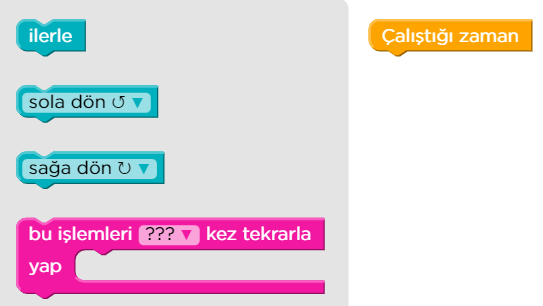 ilerle
Çalıştığı zaman
sola dön ↺ ▼
sağa dön ↻ ▼
bu işlemleri ??? ▼ kez tekrarla
yap